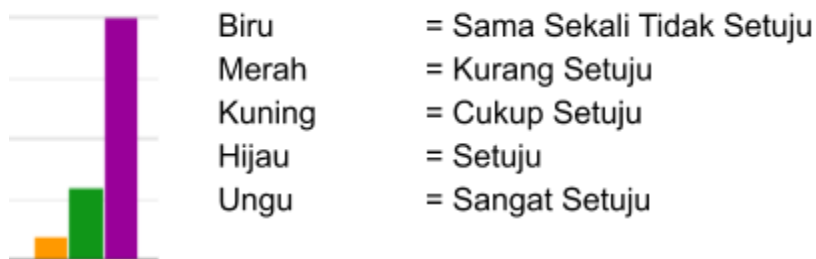 Biru = Sama Sekali Tidak Setuju
Merah = Kurang Setuju
Kuning = Cukup Setuju
Hijau = Setuju
Ungu = Sangat Setuju